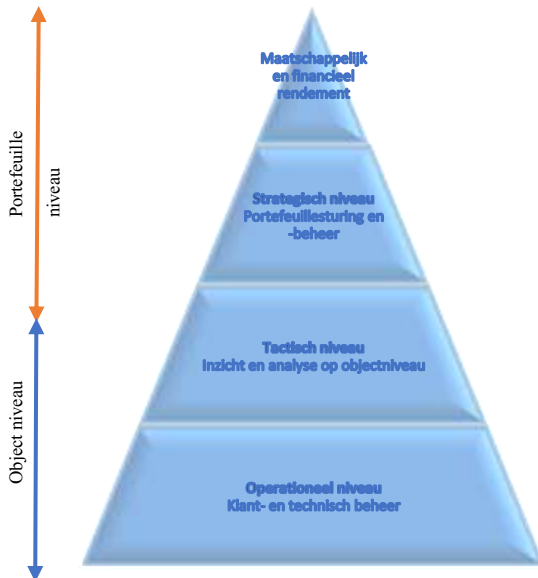 Maatschappelijk
en financieel
rendement
Strategisch niveau
Portefeuillesturing en
-beheer
Tactisch niveau
Inzicht en analyse op objectniveau
Operationeel niveau
Klant- en technisch beheer
Portefeuille
niveau
Object niveau